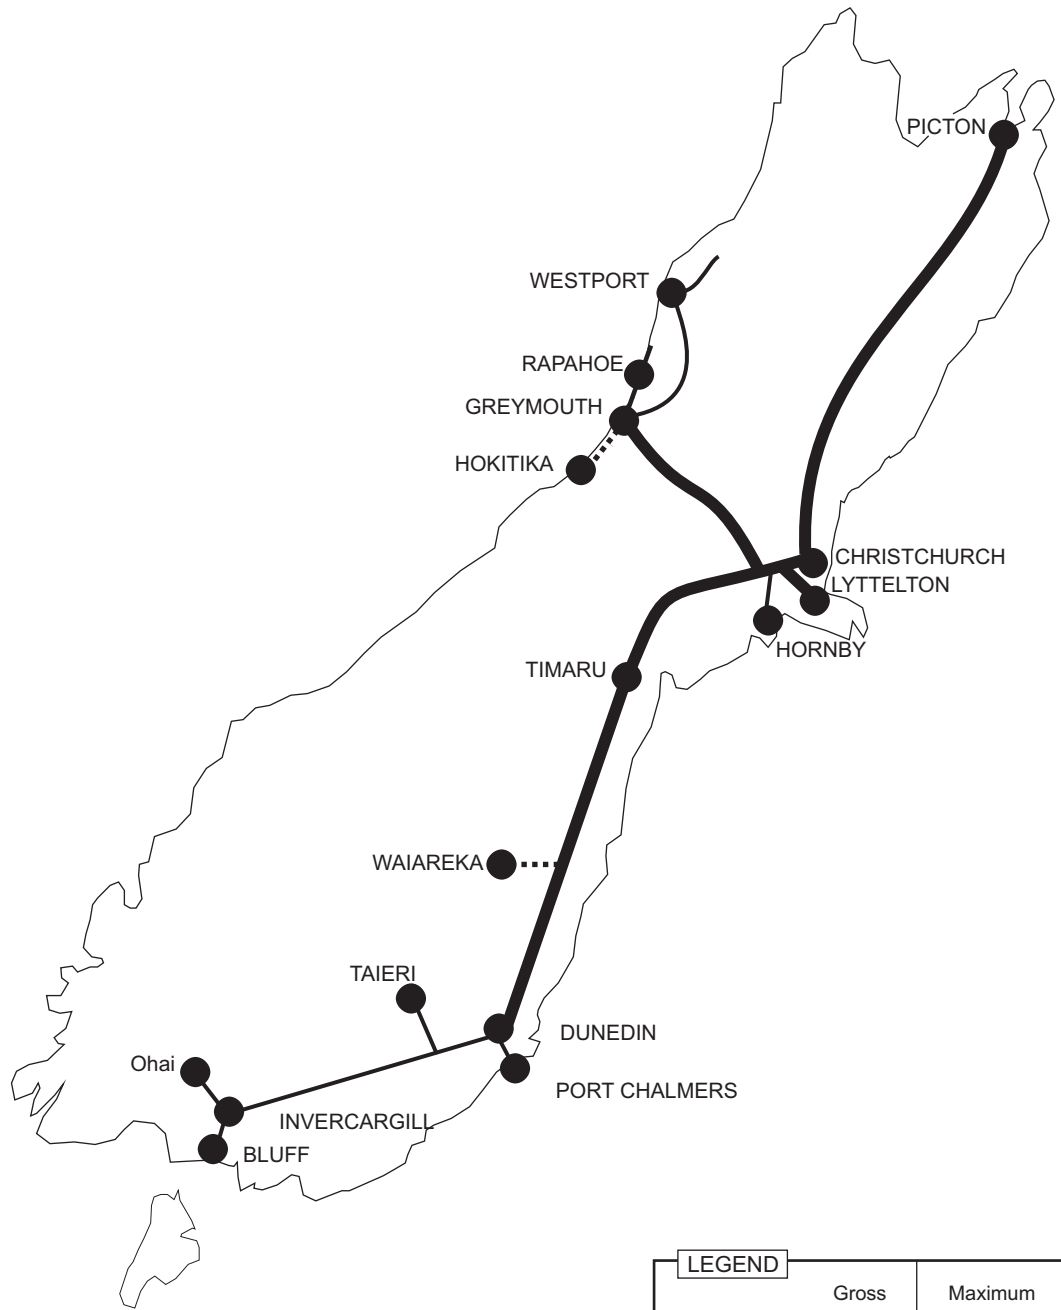 PICTON
WESTPORT
RAPAHOE
GREYMOUTH
HOKITIKA
CHRISTCHURCH
LYTTELTON
HORNBY
TIMARU
WAIAREKA
TAIERI
DUNEDIN
Ohai
PORT CHALMERS
INVERCARGILL
BLUFF
LEGEND
Gross Maximum